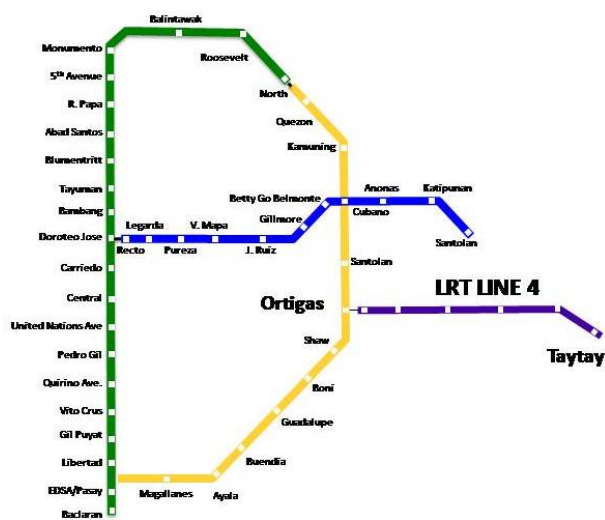 Balintawak
Monumento
Roosevelt
5th Avenue
North
R. Papa
Quezon
Abad Santos
Kamuning
Blumentritt
Tayuman
Anonas
Katipunan
Betty Go Belmonte
Bambang
Cubano
Legarda
V. Mapa
Gillmore
Doroteo Jose
Recto
Pureza
J. Ruiz
Santolan
Carriedo
Santolan
Central
Ortigas
LRT LINE 4
United Nations Ave
Shaw
Taytay
Pedro Gil
Quirino Ave.
Boni
Vito Crus
Guadalupe
Gil Puyat
Libertad
Buendia
EDSA/Pasay
Magallanes
Ayala
Baclaran